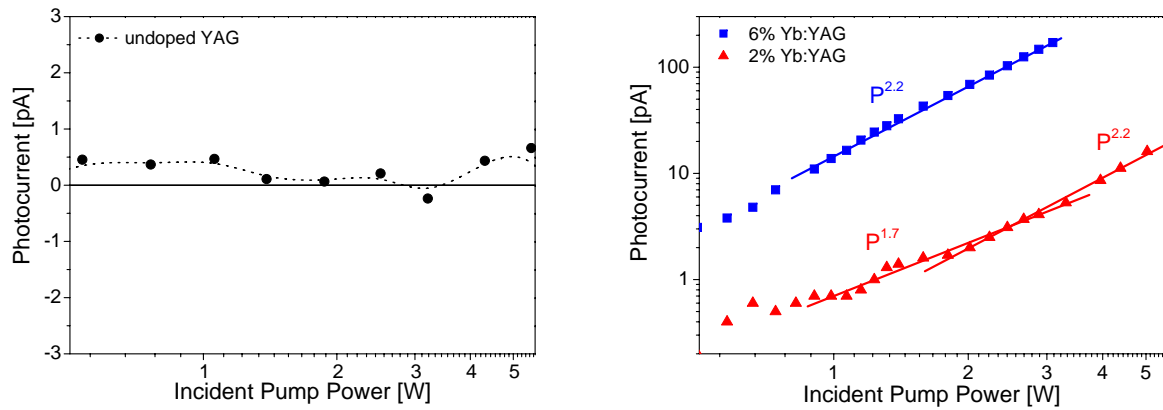 3
2
1
0
-1
-2
-3
Photocurrent [pA]
undoped YAG
1
2
3
4
5
Incident Pump Power [W]
100
10
1
Photocurrent [pA]
6% Yb:YAG
2% Yb:YAG
P2.2
P2.2
P1.7
1
2
3
4
5
Incident Pump Power [W]